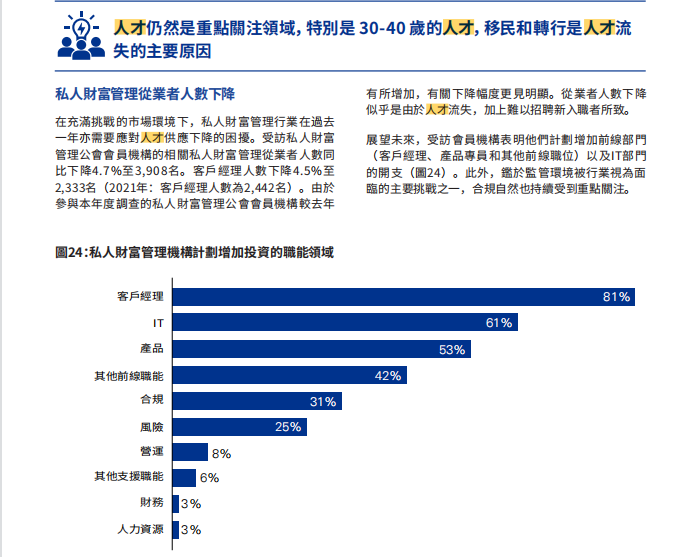 人才仍然是重點關注領域, 特別是 30-40 歲的人才, 移民和轉行是人才流
失的主要原因
私人財富管理從業者人數下降
在充滿挑戰的市場環境下，私人財富管理行業在過去
一年亦需要應對人才供應下降的困擾。受訪私人財富
管理公會會員機構的相關私人財富管理從業者人數同
比下降4.7%至3,908名。客戶經理人數下降4.5%至
2,333名（2021年：客戶經理人數為2,442名）。由於
參與本年度調查的私人財富管理公會會員機構較去年
有所增加，有關下降幅度更見明顯。從業者人數下降
似乎是由於人才流失，加上難以招聘新入職者所致。
展望未來，受訪會員機構表明他們計劃增加前線部門
（客戶經理、產品專員和其他前線職位）以及IT部門
的開支（圖24）。此外，鑑於監管環境被行業視為面
臨的主要挑戰之一，合規自然也持續受到重點關注。
圖24：私人財富管理機構計劃增加投資的職能領域
客戶經理 81%
IT 61%
產品 53%
其他前線職能 42%
合規 31%
風險 25%
營運 8%
其他支援職能 6%
財務 3%
人力資源 3%